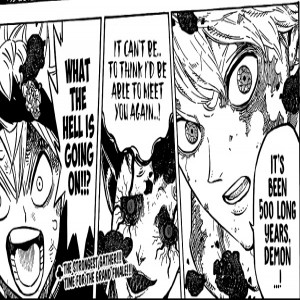 IT'S
BEEN
500 LONG
YEARS,
DEMON
...
IT CAN'T BE..
TO THINK I'D BE
ABLE TO MEET
YOU AGAIN..!
WHAT
THE
HELL IS
GOING
ON!!?
THE STRONGEST GATHER!!!
TIME FOR THE GRAND FINALE!!!